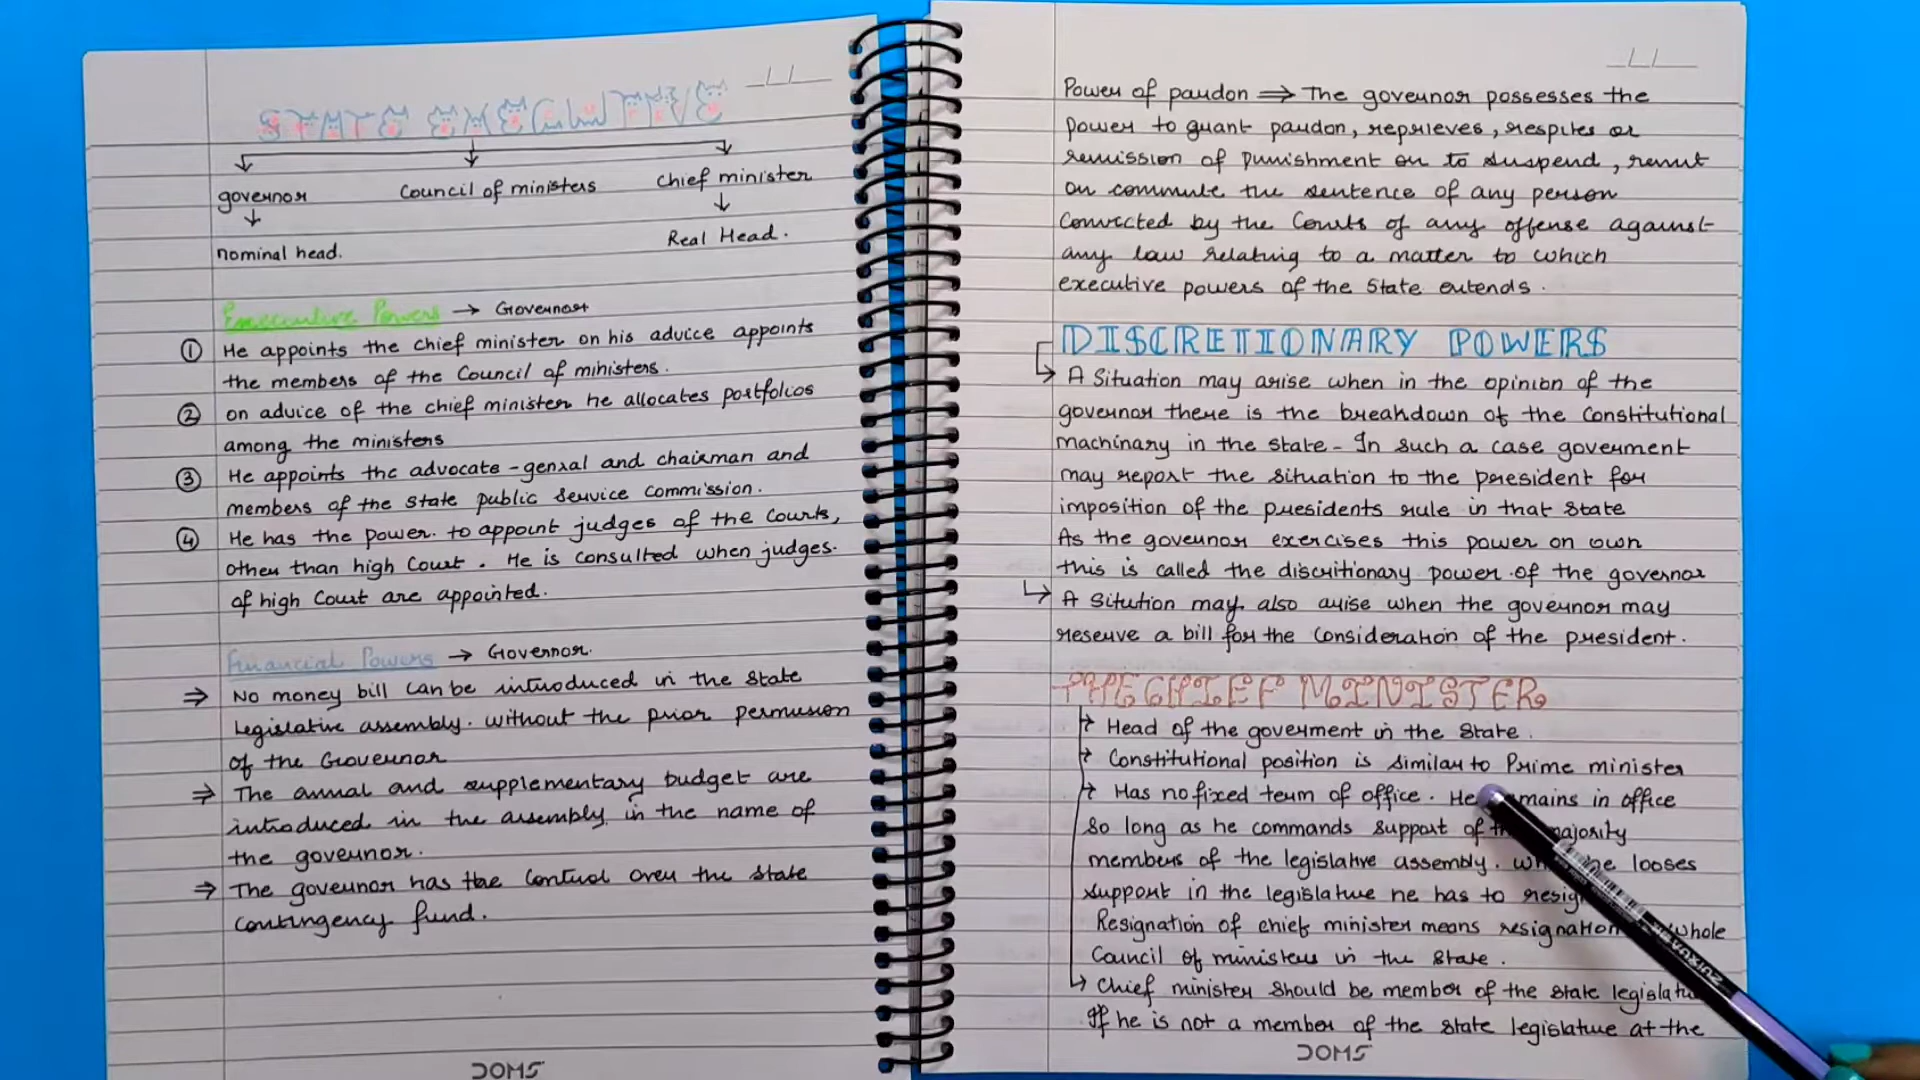 STATE EXECUTIVE
governor
Council of ministers
Chief minister
nominal head.
Real Head.
Executive Powers → Governor
① He appoints the chief minister on his advice appoints
the members of the Council of ministers.
② on advice of the chief minister he allocates portfolios
among the ministers
③ He appoints the advocate-genral and chairman and
members of the state public service commission.
④ He has the power to appoint judges of the courts,
other than high Court. He is consulted when judges.
of high Court are appointed.
Financial Powers → Governor.
⇒ No money bill can be introduced in the State
legislative assembly. without the prior permission
of the Governor
⇒ The annual and supplementary budget are
introduced in the assembly in the name of
the governor.
⇒ The governor has the control over the state
contingency fund.
DOMS
Power of pardon ⇒ The governor possesses the
power to grant pardon, reprieves, respites or
remission of punishment or to suspend, remit
or commute the sentence of any person
convicted by the Courts of any offense against
any law relating to a matter to which
executive powers of the State extends.
DISCRETIONARY POWERS
A Situation may arise when in the opinion of the
governor there is the breakdown of the constitutional
machinary in the state- In such a case goverment
may report the situation to the president for
imposition of the presidents rule in that state
As the governor exercises this power on own
this is called the discritionary power of the governor
A Sitution may also arise when the governor may
reserve a bill for the consideration of the president.
THE CHIEF MINISTER
Head of the goverment in the State.
Constitutional position is similar to Prime minister
Has no fixed term of office. He mains in office
so long as he commands support of ajority
members of the legislative assembly. looses
support in the legislature he has to resig
Resignation of chief minister means resignation whole
Council of ministers in the State.
Chief minister should be member of the state legislatu
If he is not a member of the state legislature at the
DOMS